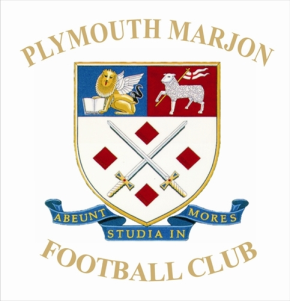 PLYMOUTH MARJON
ABEUNT STUDIA IN MORES
FOOTBALL CLUB